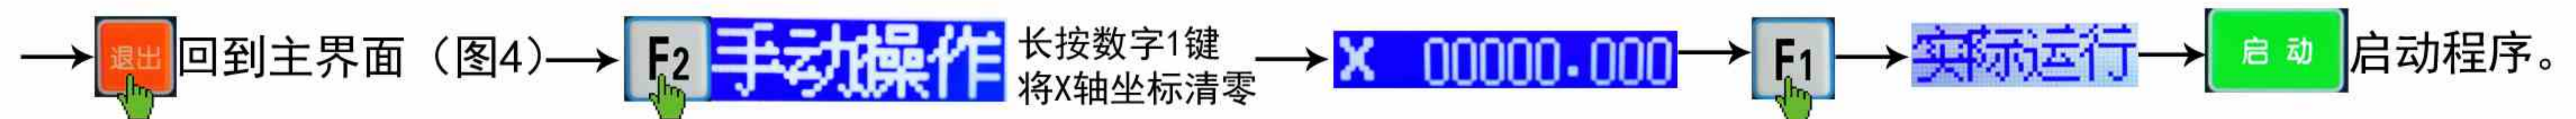 退出 回到主界面（图4） F2 手动操作 长按数字1键
将X轴坐标清零 X 00000.000 F1 实际运行 启动 启动程序。